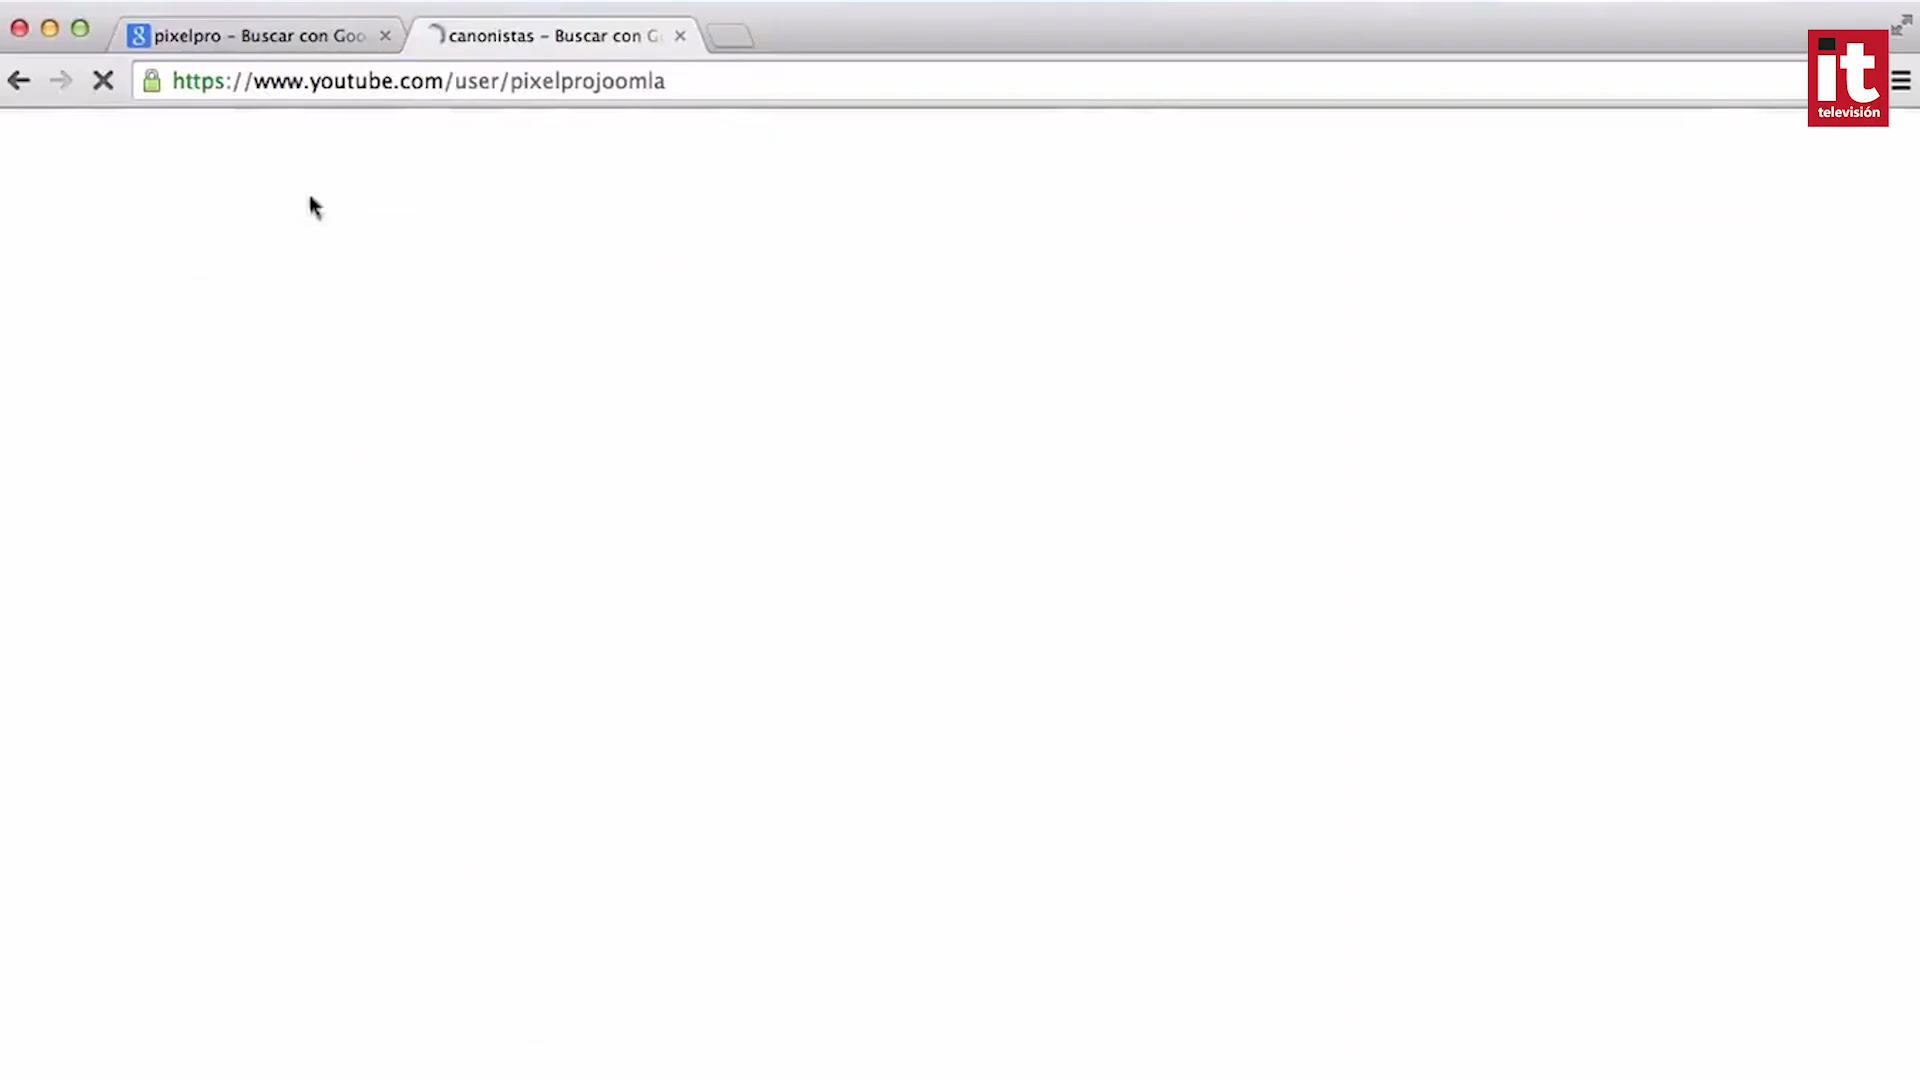 pixelpro - Buscar con Goo
canonistas - Buscar con G
https://www.youtube.com/user/pixelprojoomla
it
televisión